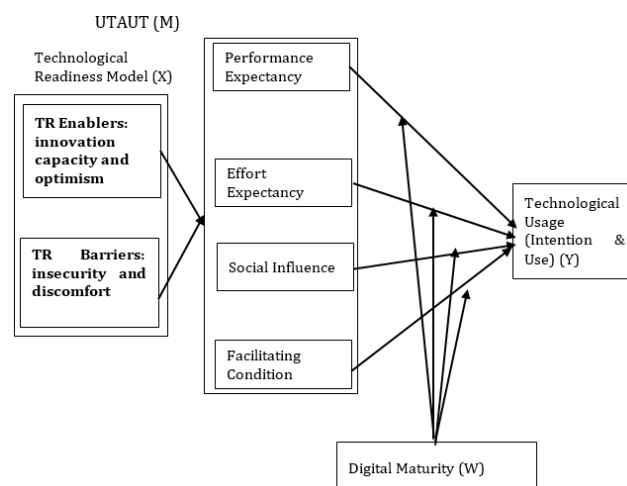 UTAUT (M)
Technological
Readiness Model (X)
TR Enablers:
innovation
capacity and
optimism
TR Barriers:
insecurity and
discomfort
Performance
Expectancy
Effort
Expectancy
Social Influence
Facilitating
Condition
Technological
Usage
(Intention &
Use) (Y)
Digital Maturity (W)